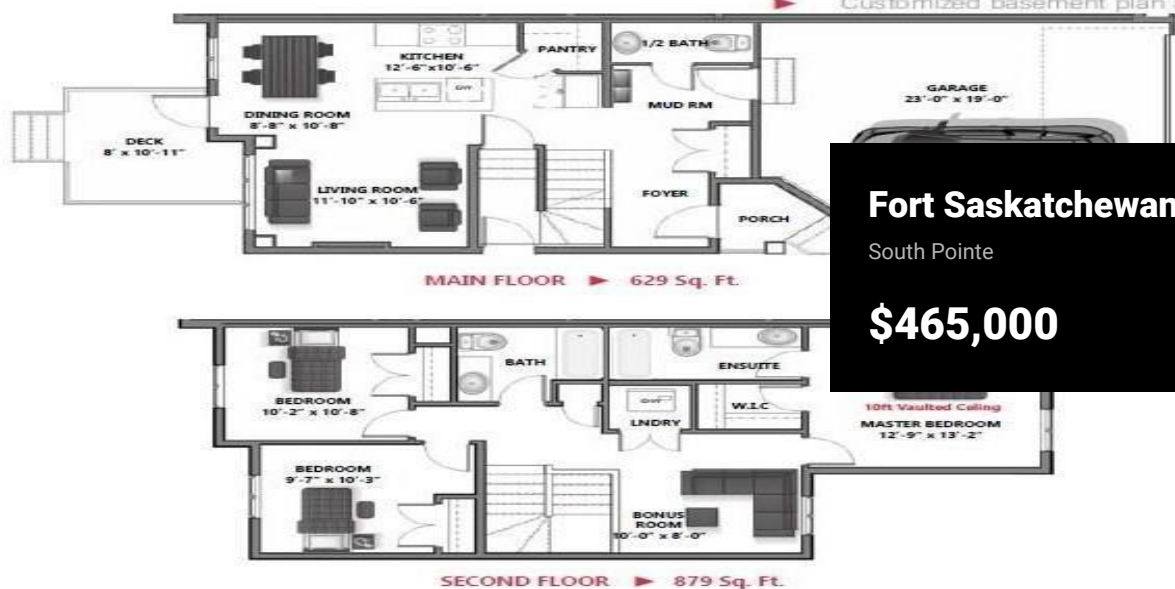 Customized basement plan
KITCHEN
12'-6"x10'-6"
PANTRY
1/2 BATH
MUD RM
GARAGE
23'-0" x 19'-0"
DINING ROOM
8'-8" x 10'-8"
DECK
8' x 10'-11"
LIVING ROOM
11'-10" x 10'-6"
FOYER
PORCH
MAIN FLOOR ► 629 Sq. Ft.
Fort Saskatchewan
South Pointe
$465,000
BEDROOM
10'-2" x 10'-8"
BATH
ENSUITE
W.I.C
LNDRY
10ft Vaulted Celing
MASTER BEDROOM
12'-9" x 13'-2"
BEDROOM
9'-7" x 10'-3"
BONUS
ROOM
10'-0" x 8'-0"
SECOND FLOOR ► 879 Sq. Ft.